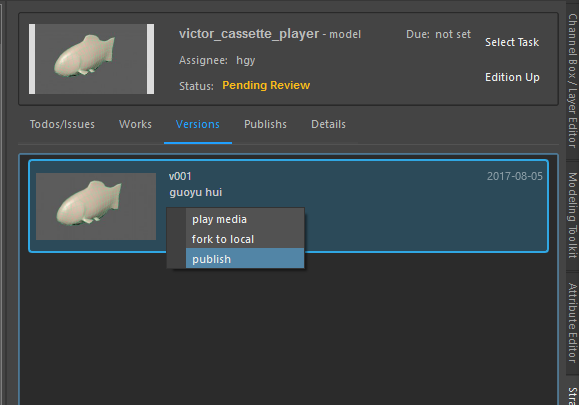 victor_cassette_player - model
Due: not set
Select Task
Assignee: hgy
Status: Pending Review
Edition Up
Todos/Issues
Works
Versions
Publishs
Details
v001
2017-08-05
guoyu hui
play media
fork to local
publish
Channel Box / Layer Editor
Modeling Toolkit
Attribute Editor